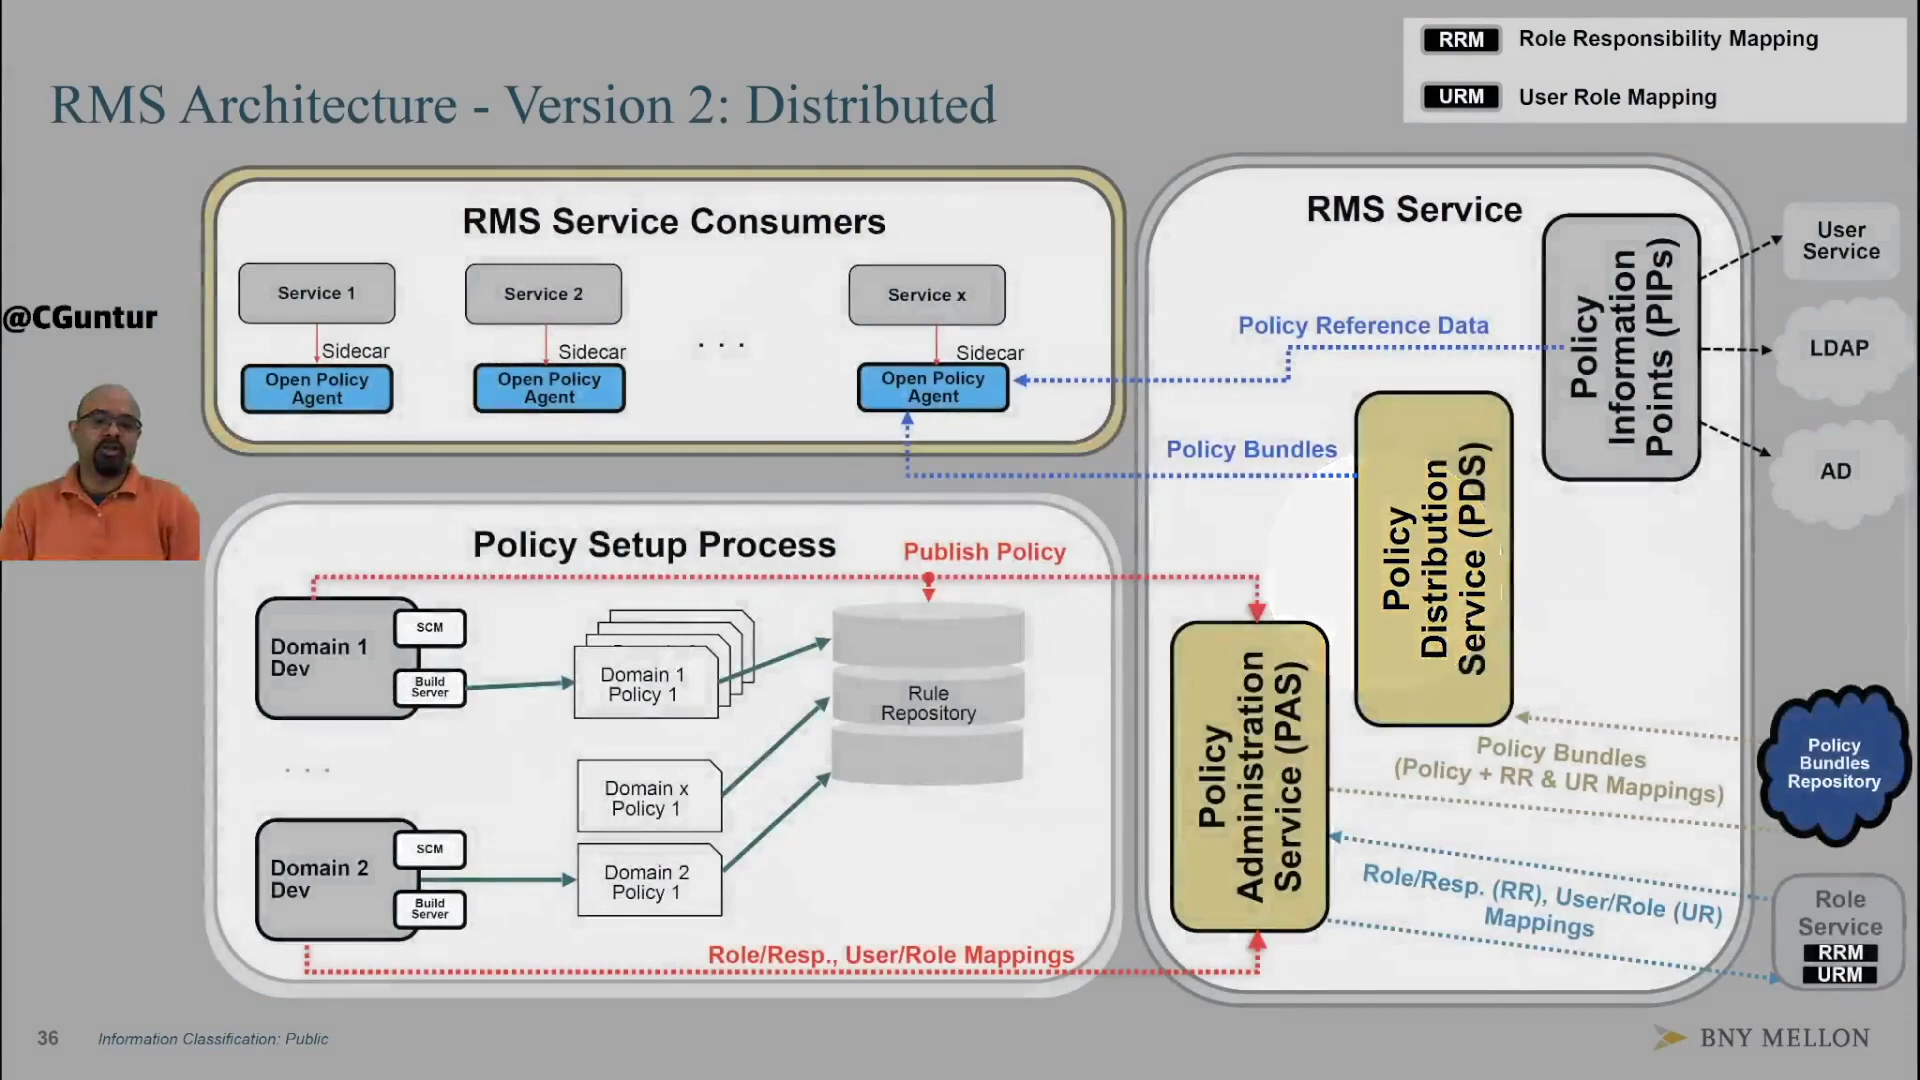 RRM Role Responsibility Mapping
URM User Role Mapping
RMS Architecture - Version 2: Distributed
@CGuntur
RMS Service Consumers
Service 1
Service 2
. . .
Service x
Sidecar
Sidecar
Sidecar
Open Policy
Agent
Open Policy
Agent
Open Policy
Agent
RMS Service
Policy
Information
Points (PIPs)
User
Service
LDAP
AD
Policy Reference Data
Policy Bundles
Policy
Distribution
Service (PDS)
Policy Setup Process
Publish Policy
Domain 1
Dev
SCM
Build
Server
Domain 1
Policy 1
Rule
Repository
. . .
Domain x
Policy 1
Domain 2
Dev
SCM
Build
Server
Domain 2
Policy 1
Role/Resp., User/Role Mappings
Policy
Administration
Service (PAS)
Policy Bundles
(Policy + RR & UR Mappings)
Policy
Bundles
Repository
Role/Resp. (RR), User/Role (UR)
Mappings
Role
Service
RRM
URM
36 Information Classification: Public
BNY MELLON